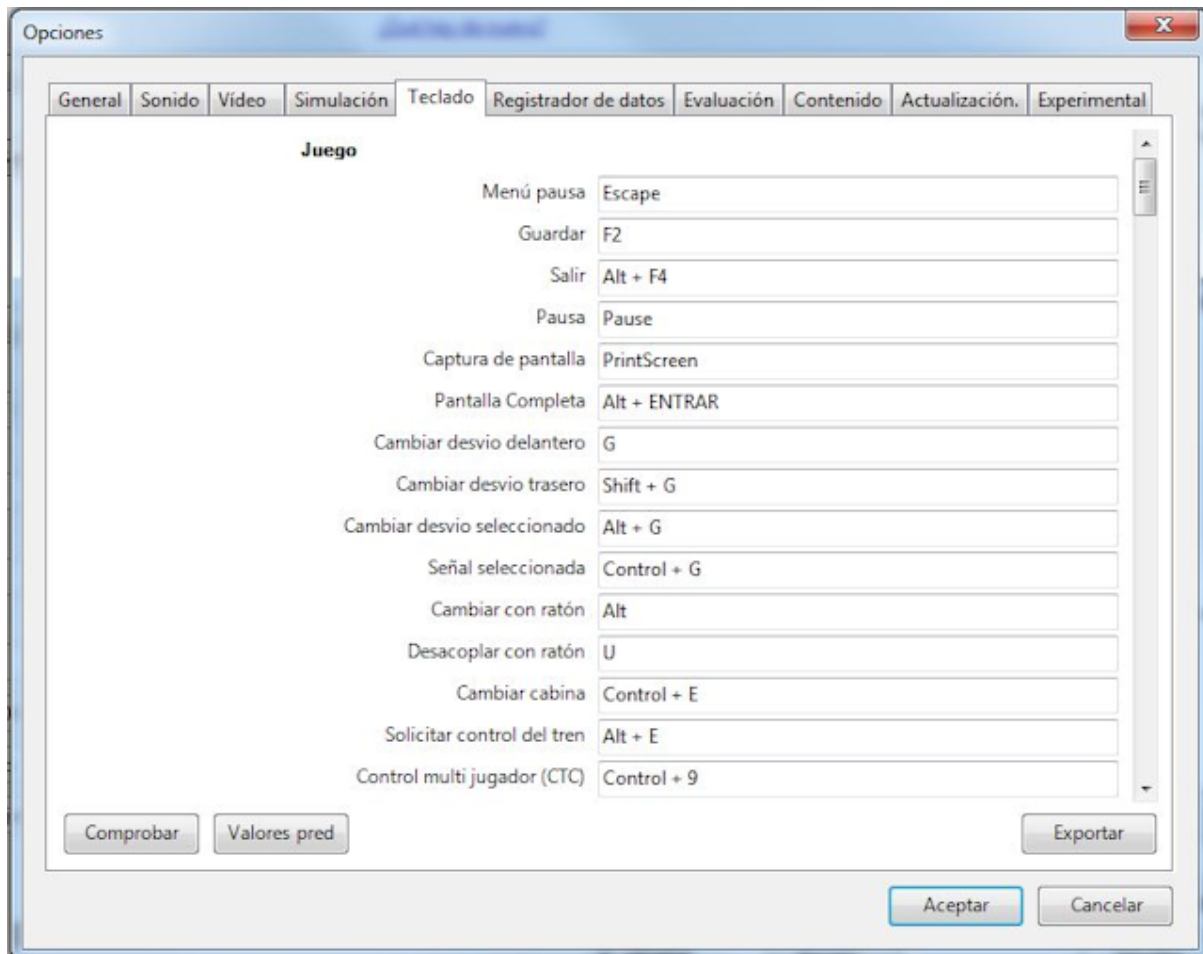 Opciones
General Sonido Vídeo Simulación Teclado Registrador de datos Evaluación Contenido Actualización. Experimental
Juego
Menú pausa Escape
Guardar F2
Salir Alt + F4
Pausa Pause
Captura de pantalla PrintScreen
Pantalla Completa Alt + ENTRAR
Cambiar desvio delantero G
Cambiar desvio trasero Shift + G
Cambiar desvio seleccionado Alt + G
Señal seleccionada Control + G
Cambiar con ratón Alt
Desacoplar con ratón U
Cambiar cabina Control + E
Solicitar control del tren Alt + E
Control multi jugador (CTC) Control + 9
Comprobar Valores pred Exportar
Aceptar Cancelar